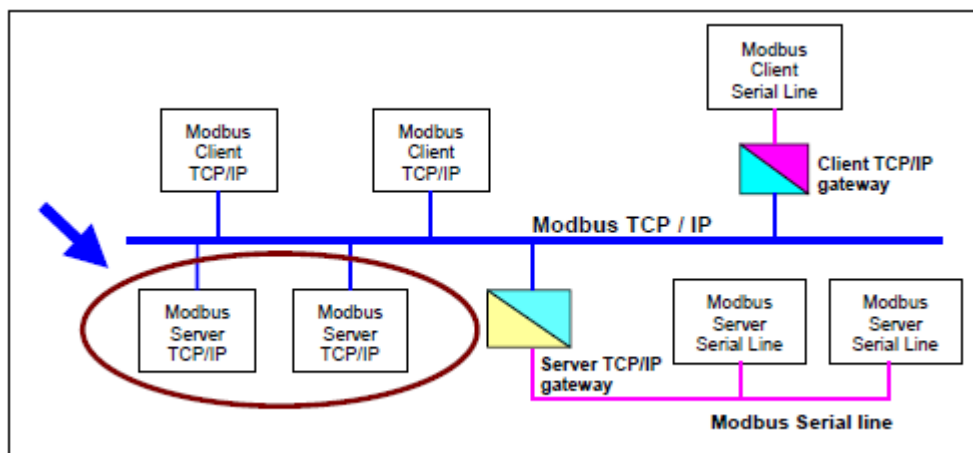 Modbus
Client
Serial Line
Modbus
Client
TCP/IP
Modbus
Client
TCP/IP
Client TCP/IP
gateway
Modbus TCP / IP
Modbus
Server
TCP/IP
Modbus
Server
TCP/IP
Modbus
Server
Serial Line
Modbus
Server
Serial Line
Server TCP/IP
gateway
Modbus Serial line